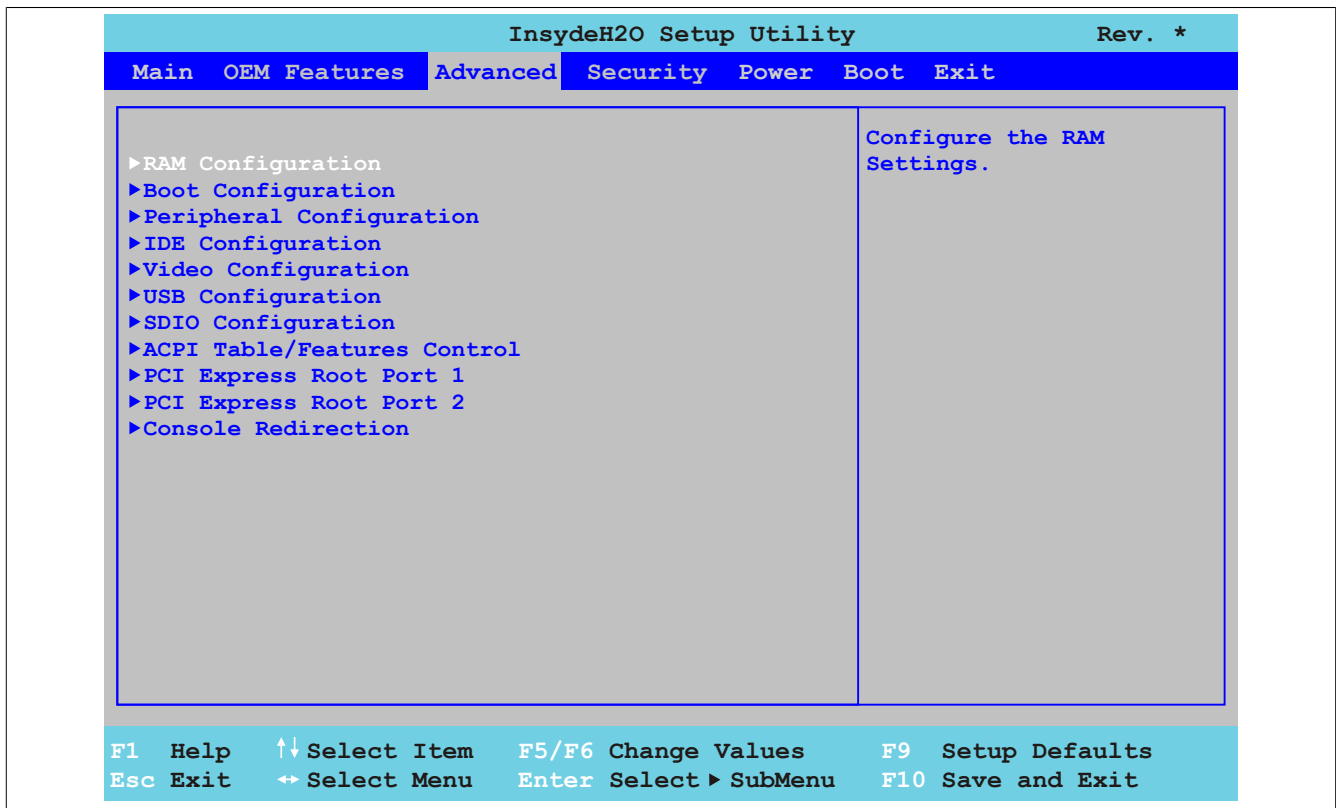 InsydeH2O Setup Utility Rev. *
Main OEM Features Advanced Security Power Boot Exit
▶RAM Configuration
▶Boot Configuration
▶Peripheral Configuration
▶IDE Configuration
▶Video Configuration
▶USB Configuration
▶SDIO Configuration
▶ACPI Table/Features Control
▶PCI Express Root Port 1
▶PCI Express Root Port 2
▶Console Redirection
Configure the RAM
Settings.
F1 Help ↑↓ Select Item F5/F6 Change Values F9 Setup Defaults
Esc Exit ↔ Select Menu Enter Select ▶ SubMenu F10 Save and Exit